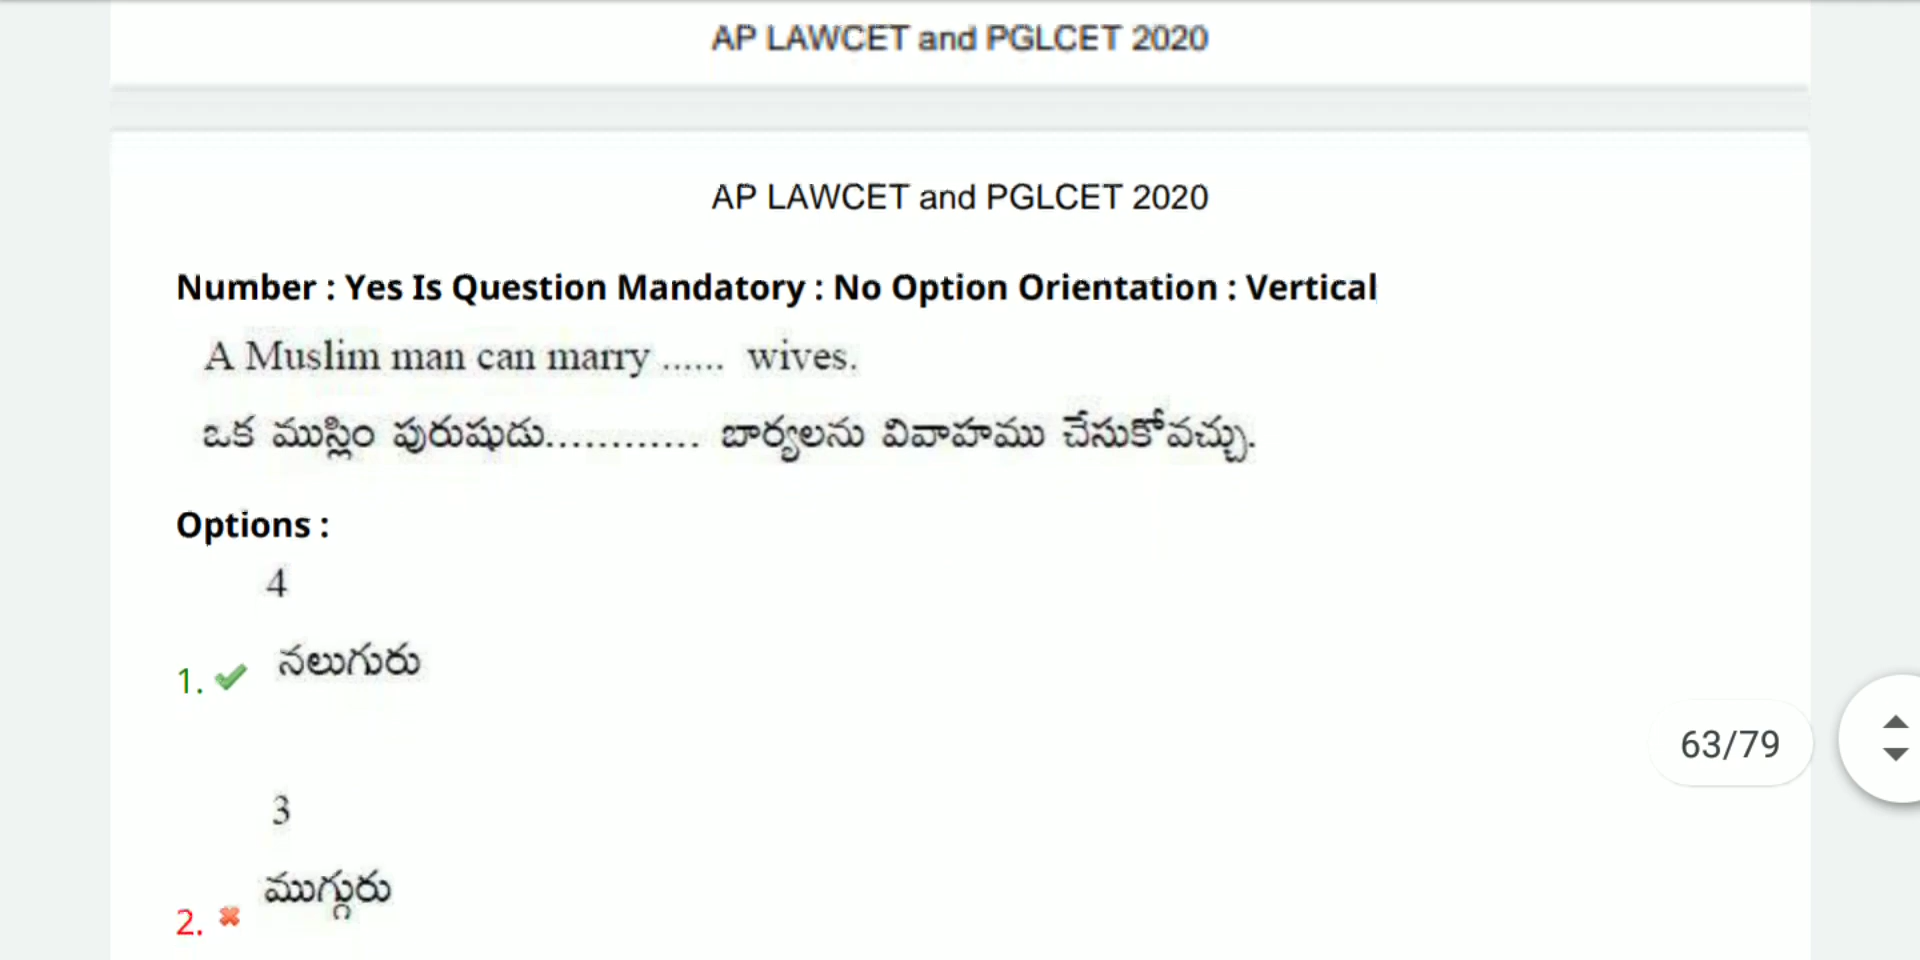 AP LAWCET and PGLCET 2020
AP LAWCET and PGLCET 2020
Number : Yes Is Question Mandatory : No Option Orientation : Vertical
A Muslim man can marry ...... wives.
ఒక ముస్లిం పురుషుడు............ బార్యలను వివాహము చేసుకోవచ్చు.
Options :
4
1. నలుగురు
63/79
3
2. ముగ్గురు